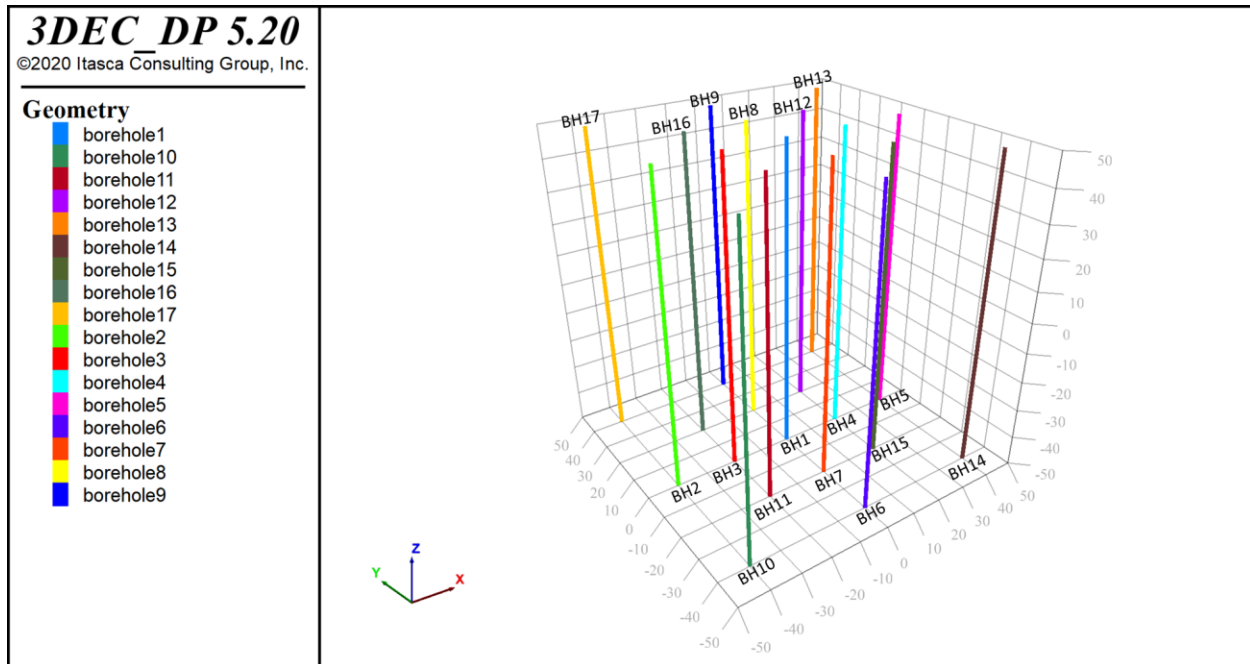 3DEC_DP 5.20
©2020 Itasca Consulting Group, Inc.
Geometry
borehole1
borehole10
borehole11
borehole12
borehole13
borehole14
borehole15
borehole16
borehole17
borehole2
borehole3
borehole4
borehole5
borehole6
borehole7
borehole8
borehole9
BH13
BH9
BH12
BH8
BH17
BH16
BH5
BH4
BH1
BH15
BH3
BH14
BH7
BH2
BH11
BH6
BH10
50
40
30
20
10
0
-10
-20
-30
-40
-50
50
40
30
20
10
0
-10
-20
-30
-40
-50
-50
-40
-30
-20
-10
0
10
20
30
40
50
Z
Y
X